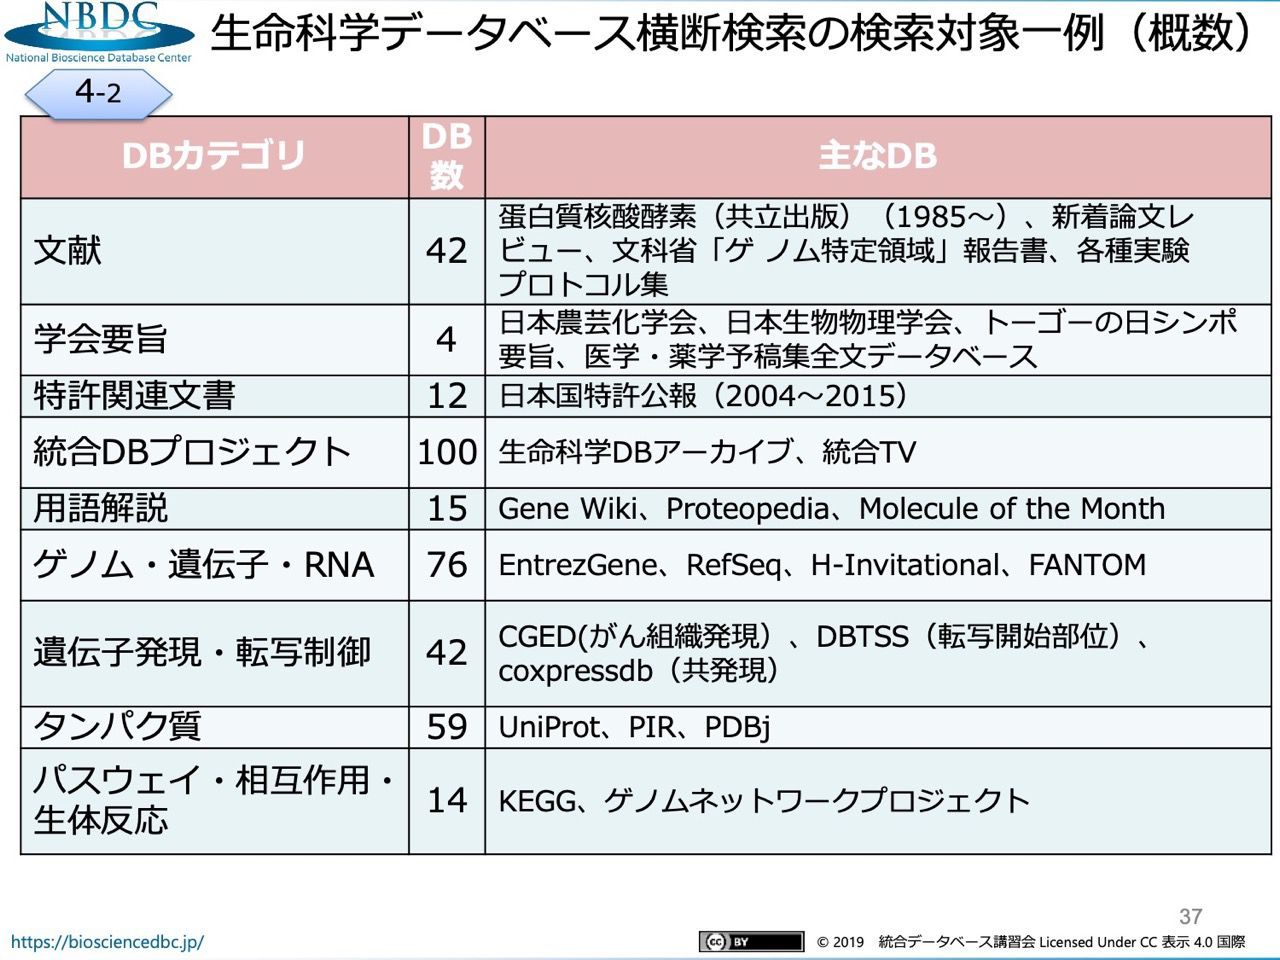 NBDC
National Bioscience Database Center
生命科学データベース横断検索の検索対象一例（概数）
4-2
DBカテゴリ
DB
数
主なDB
文献
42
蛋白質核酸酵素（共立出版）（1985～）、新着論文レ
ビュー、文科省「ゲ ノム特定領域」報告書、各種実験
プロトコル集
学会要旨
4
日本農芸化学会、日本生物物理学会、トーゴーの日シンポ
要旨、医学・薬学予稿集全文データベース
特許関連文書
12
日本国特許公報（2004～2015）
統合DBプロジェクト
100
生命科学DBアーカイブ、統合TV
用語解説
15
Gene Wiki、Proteopedia、Molecule of the Month
ゲノム・遺伝子・RNA
76
EntrezGene、RefSeq、H-Invitational、FANTOM
遺伝子発現・転写制御
42
CGED(がん組織発現）、DBTSS（転写開始部位）、
coxpressdb（共発現）
タンパク質
59
UniProt、PIR、PDBj
パスウェイ・相互作用・
生体反応
14
KEGG、ゲノムネットワークプロジェクト
37
https://biosciencedbc.jp/
cc BY
© 2019 統合データベース講習会 Licensed Under CC 表示 4.0 国際